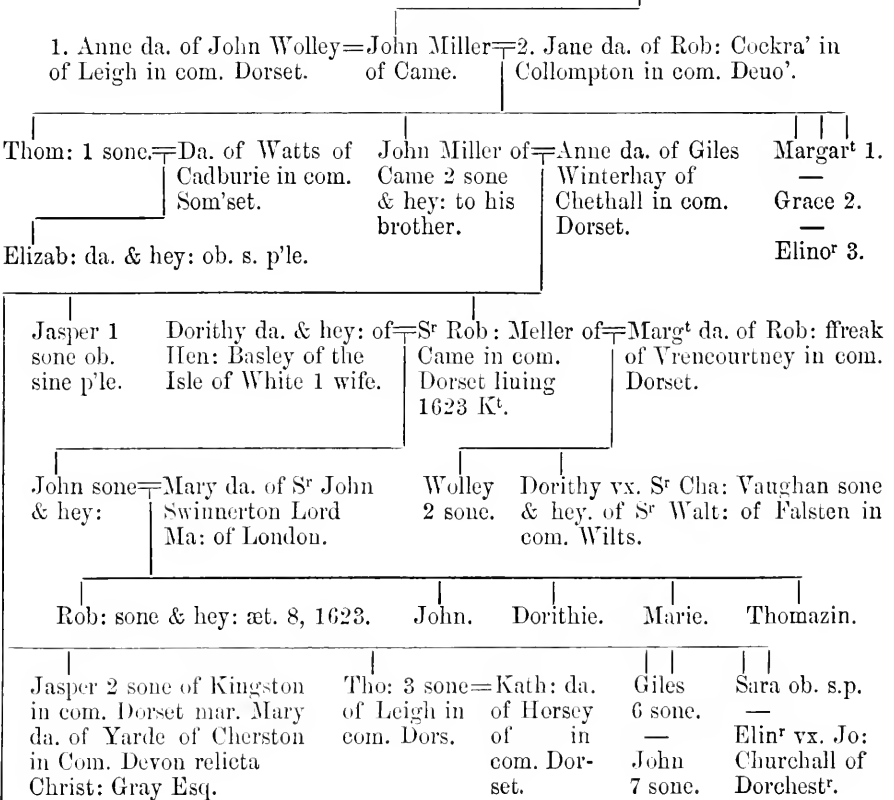 1. Anne da. of John Wolley=John Miller=2. Jane da. of Rob: Cockra' in
of Leigh in com. Dorset. of Came. Collompton in com. Deuo'.
Thom: 1 sone.=Da. of Watts of
Cadburie in com.
Som'set.
John Miller of=Anne da. of Giles
Came 2 sone Winterhay of
& hey: to his Chethall in com.
brother. Dorset.
Margarᵗ 1.
—
Grace 2.
—
Elinoʳ 3.
Elizab: da. & hey: ob. s. p'le.
Jasper 1
sone ob.
sine p'le.
Dorithy da. & hey: of=Sʳ Rob: Meller of=Margᵗ da. of Rob: ffreak
Hen: Basley of the Came in com. of Vrencourtney in com.
Isle of White 1 wife. Dorset liuing Dorset.
1623 Kᵗ.
John sone=Mary da. of Sʳ John
& hey: Swinnerton Lord
Ma: of London.
Wolley
2 sone.
Dorithy vx. Sʳ Cha: Vaughan sone
& hey. of Sʳ Walt: of Falsten in
com. Wilts.
Rob: sone & hey: æt. 8, 1623. John. Dorithie. Marie. Thomazin.
Jasper 2 sone of Kingston
in com. Dorset mar. Mary
da. of Yarde of Cherston
in Com. Devon relicta
Christ: Gray Esq.
Tho: 3 sone=Kath: da.
of Leigh in of Horsey
com. Dors. of in
com. Dor-
set.
Giles
6 sone.
—
John
7 sone.
Sara ob. s.p.
—
Elinʳ vx. Jo:
Churchall of
Dorchestʳ.